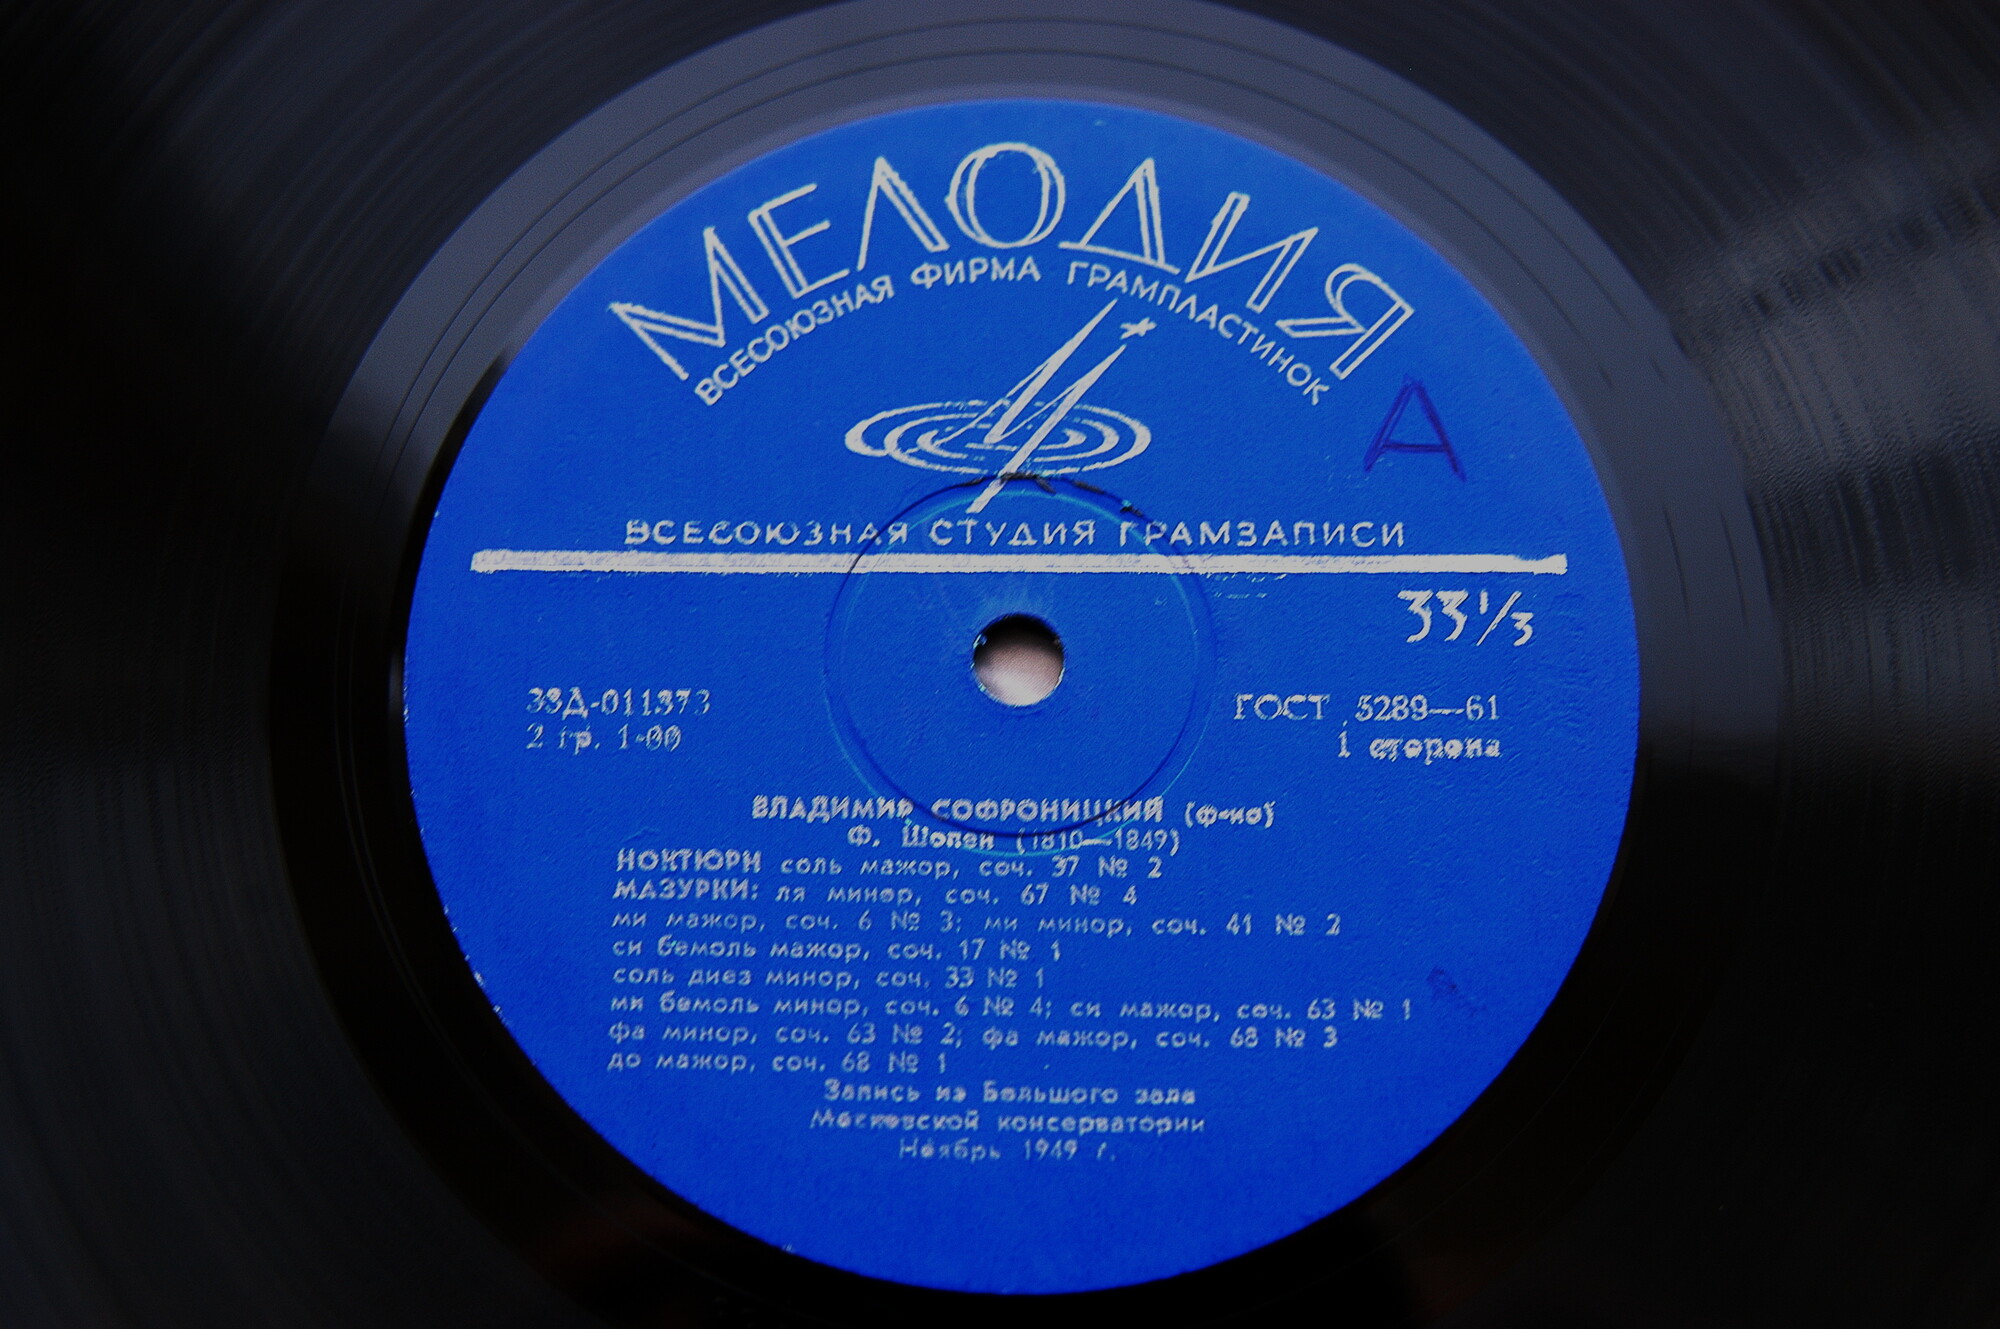 МЕЛОДИЯ
ВСЕСОЮЗНАЯ ФИРМА ГРАМПЛАСТИНОК
А
ВСЕСОЮЗНАЯ СТУДИЯ ГРАМЗАПИСИ
33⅓
33Д-011373
ГОСТ 5289—61
2 гр. 1-00
1 сторона
ВЛАДИМИР СОФРОНИЦКИЙ (ф-но)
Ф. Шопен (1810—1849)
НОКТЮРН соль мажор, соч. 37 № 2
МАЗУРКИ: ля минор, соч. 67 № 4
ми мажор, соч. 6 № 3; ми минор, соч. 41 № 2
си бемоль мажор, соч. 17 № 1
соль диез минор, соч. 33 № 1
ми бемоль минор, соч. 6 № 4; си мажор, соч. 63 № 1
фа минор, соч. 63 № 2; фа мажор, соч. 68 № 3
до мажор, соч. 68 № 1
Запись из Большого зала
Московской консерватории
Ноябрь 1949 г.